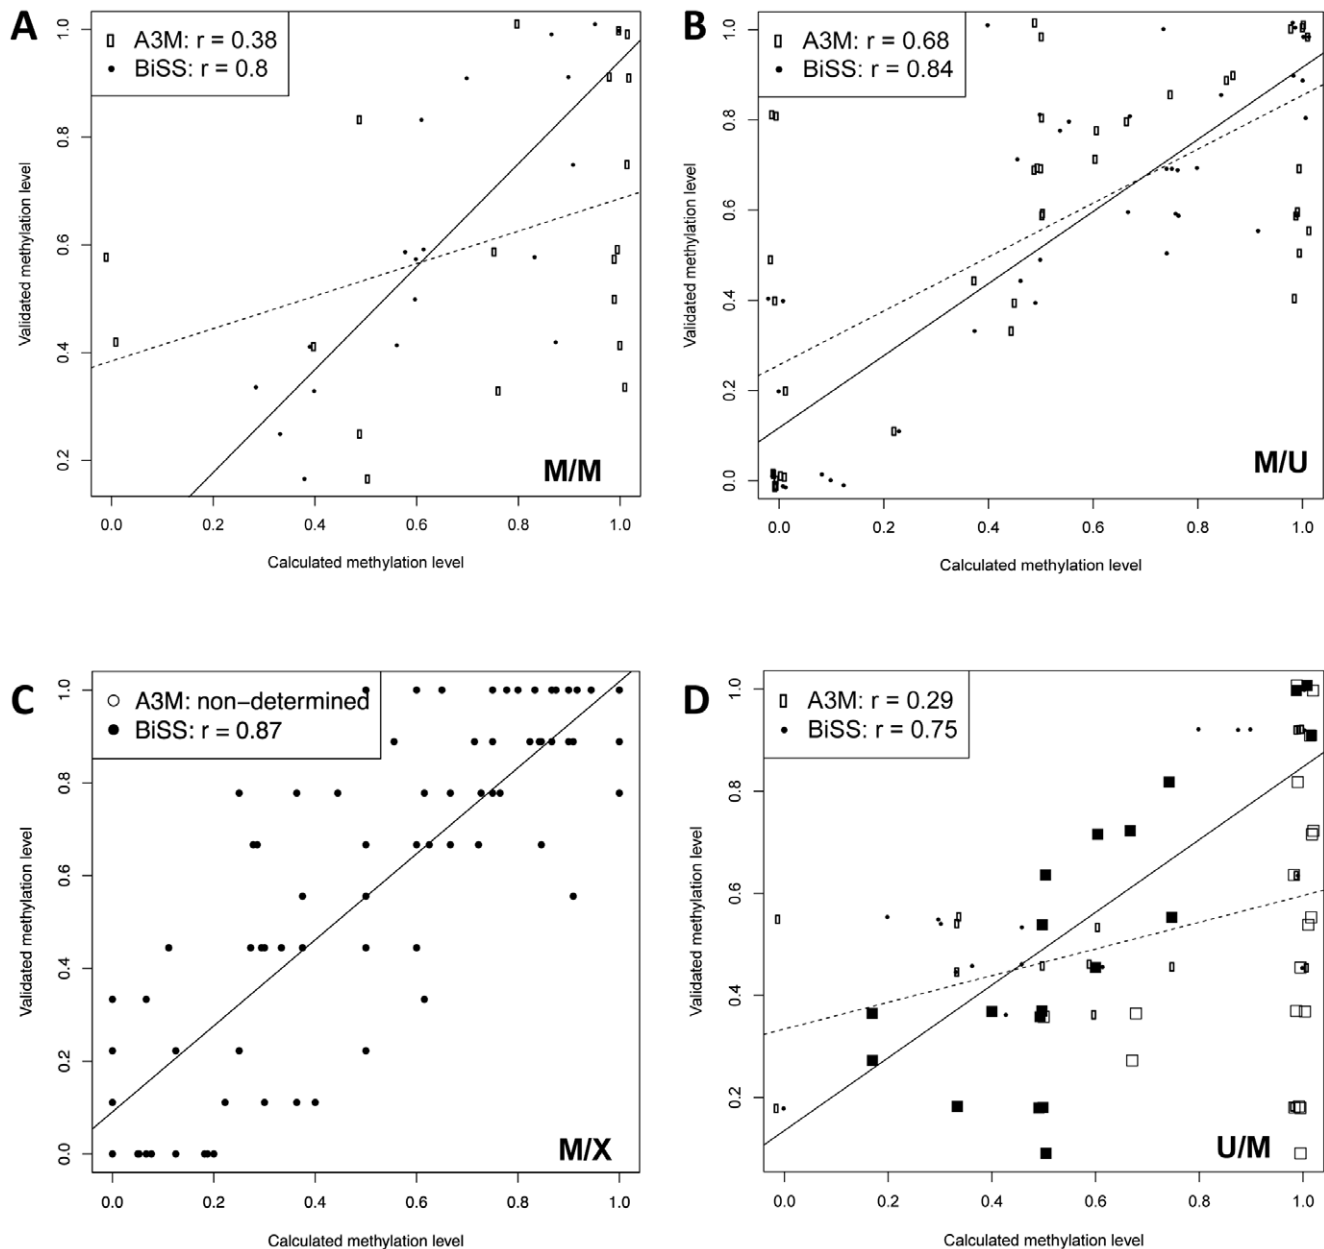 A
A3M: r = 0.38
BiSS: r = 0.8
Validated methylation level
1.0
0.8
0.6
0.4
0.2
M/M
0.0 0.2 0.4 0.6 0.8 1.0
Calculated methylation level
B
A3M: r = 0.68
BiSS: r = 0.84
Validated methylation level
1.0
0.8
0.6
0.4
0.2
0.0
M/U
0.0 0.2 0.4 0.6 0.8 1.0
Calculated methylation level
C
A3M: non−determined
BiSS: r = 0.87
Validated methylation level
1.0
0.8
0.6
0.4
0.2
0.0
M/X
0.0 0.2 0.4 0.6 0.8 1.0
Calculated methylation level
D
A3M: r = 0.29
BiSS: r = 0.75
Validated methylation level
1.0
0.8
0.6
0.4
0.2
U/M
0.0 0.2 0.4 0.6 0.8 1.0
Calculated methylation level